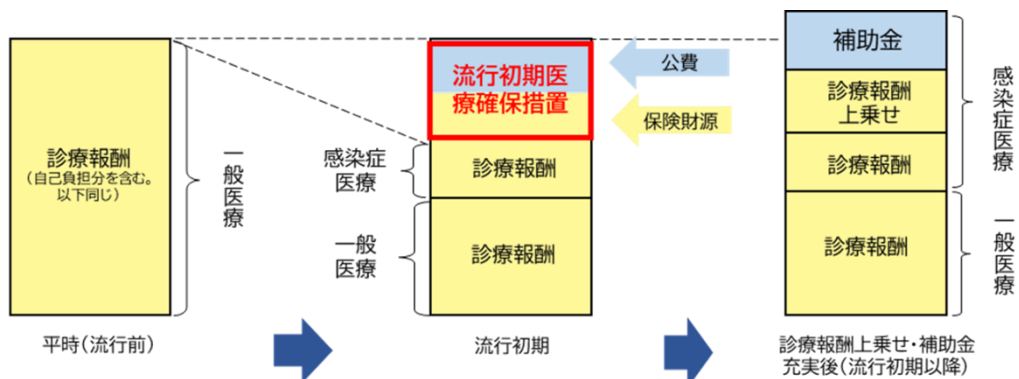 診療報酬
（自己負担分を含む。
以下同じ）
一般医療
平時（流行前）
流行初期医
療確保措置
公費
保険財源
感染症
医療
診療報酬
一般
医療
診療報酬
流行初期
補助金
診療報酬
上乗せ
診療報酬
感染症医療
診療報酬
一般医療
診療報酬上乗せ・補助金
充実後（流行初期以降）